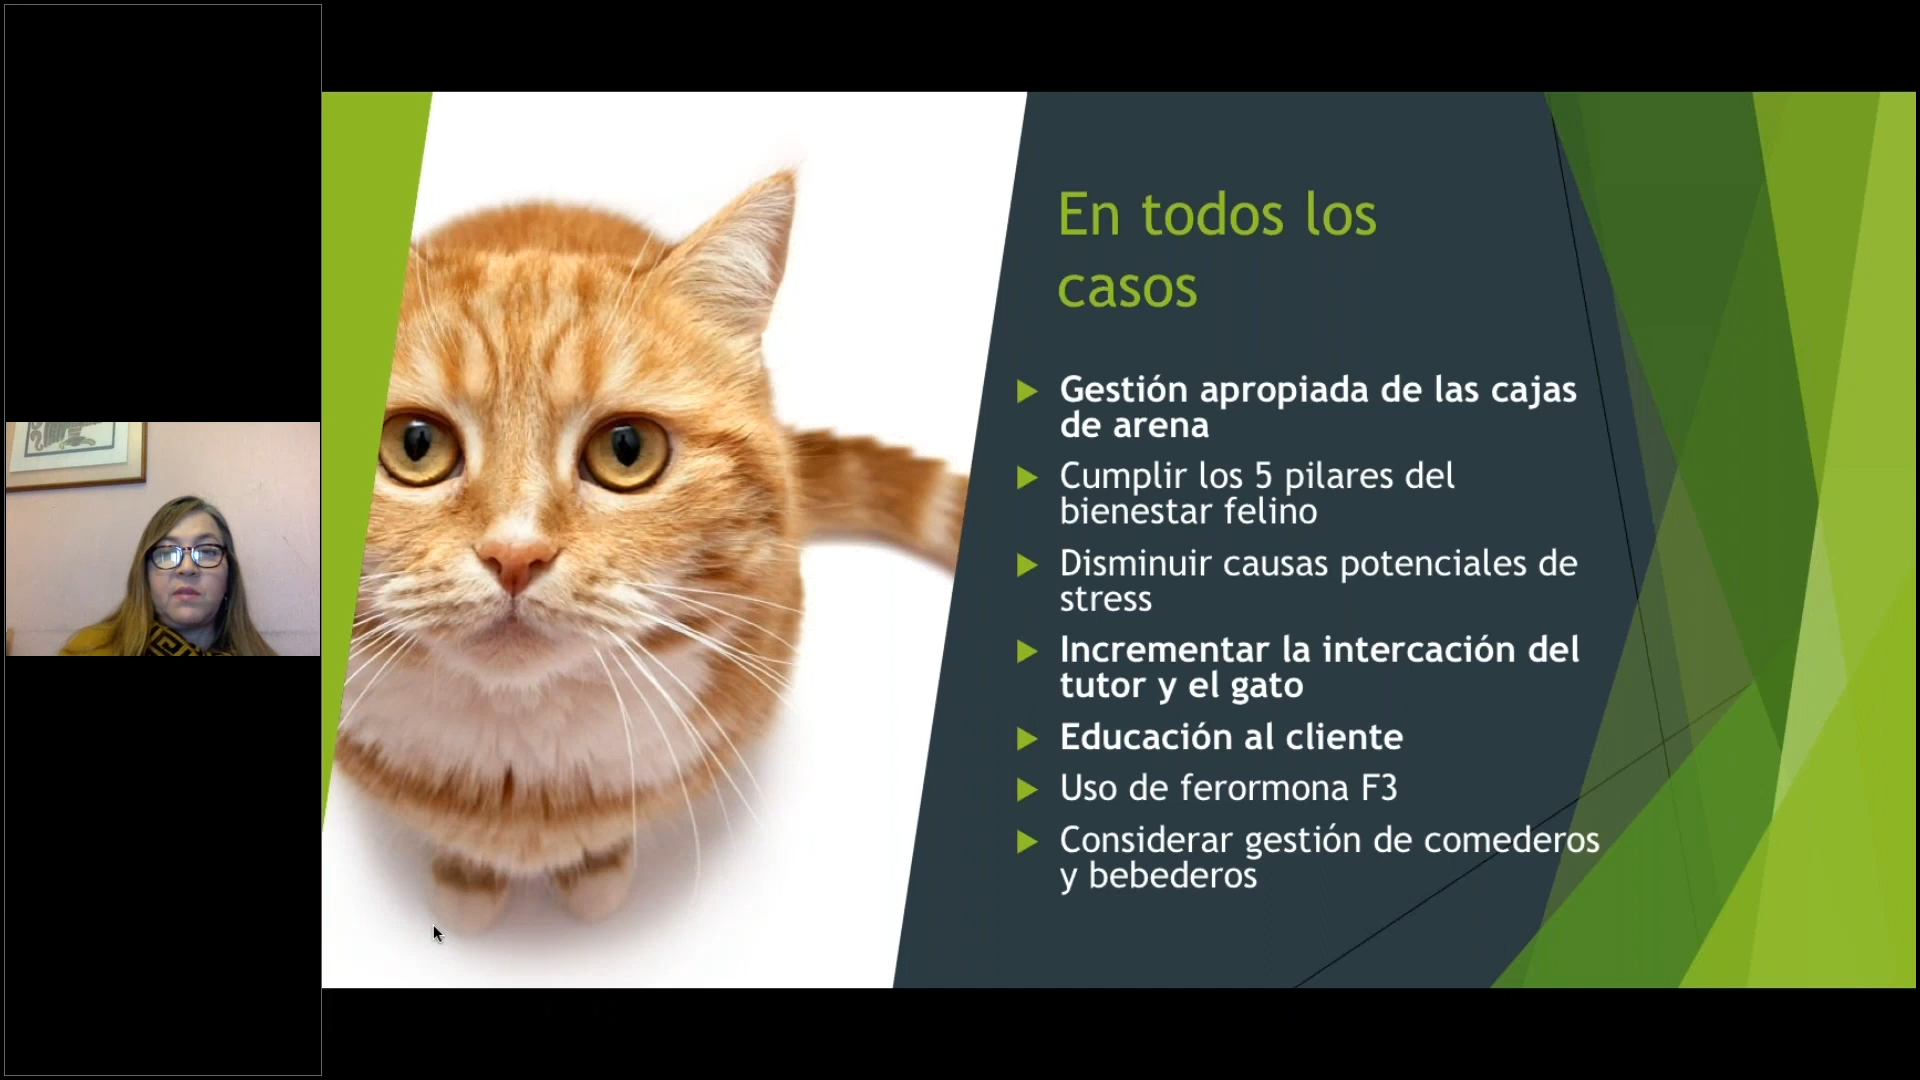 En todos los
casos
Gestión apropiada de las cajas
de arena
Cumplir los 5 pilares del
bienestar felino
Disminuir causas potenciales de
stress
Incrementar la intercación del
tutor y el gato
Educación al cliente
Uso de ferormona F3
Considerar gestión de comederos
y bebederos